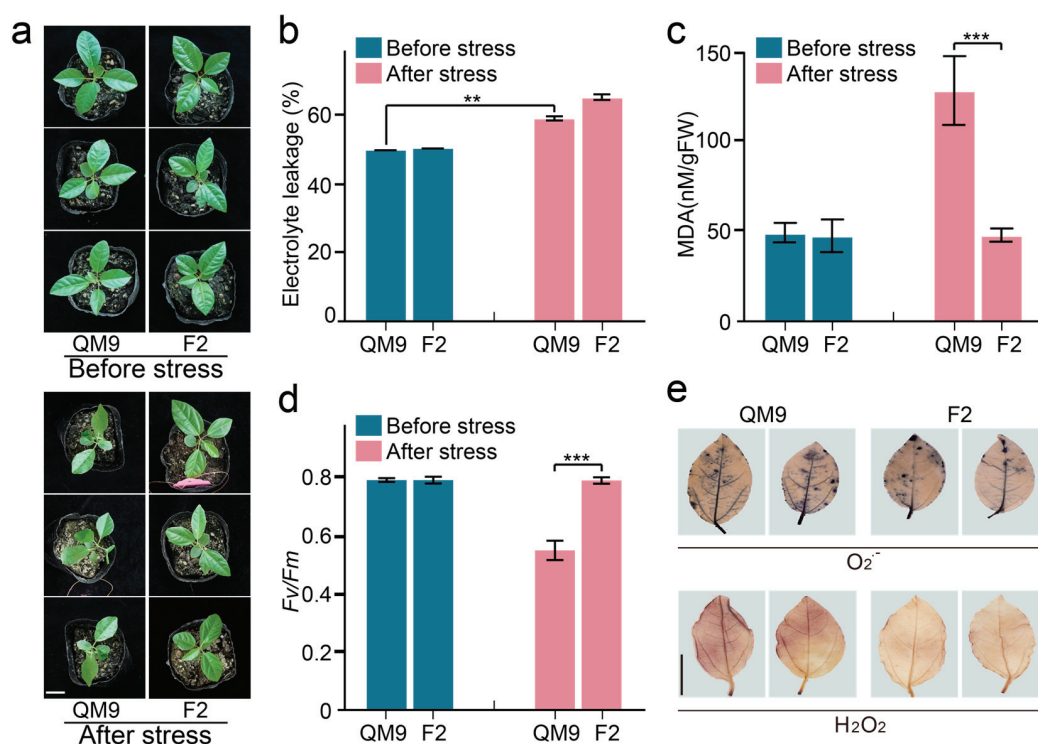 a
QM9 F2
Before stress
QM9 F2
After stress
b
Before stress
After stress
Electrolyte leakage (%)
60
40
20
0
**
QM9 F2 QM9 F2
c
Before stress
After stress
MDA(nM/gFW)
150
100
50
0
***
QM9 F2 QM9 F2
d
Before stress
After stress
Fv/Fm
0.8
0.6
0.4
0.2
0
***
QM9 F2 QM9 F2
e
QM9 F2
O₂·⁻
H₂O₂